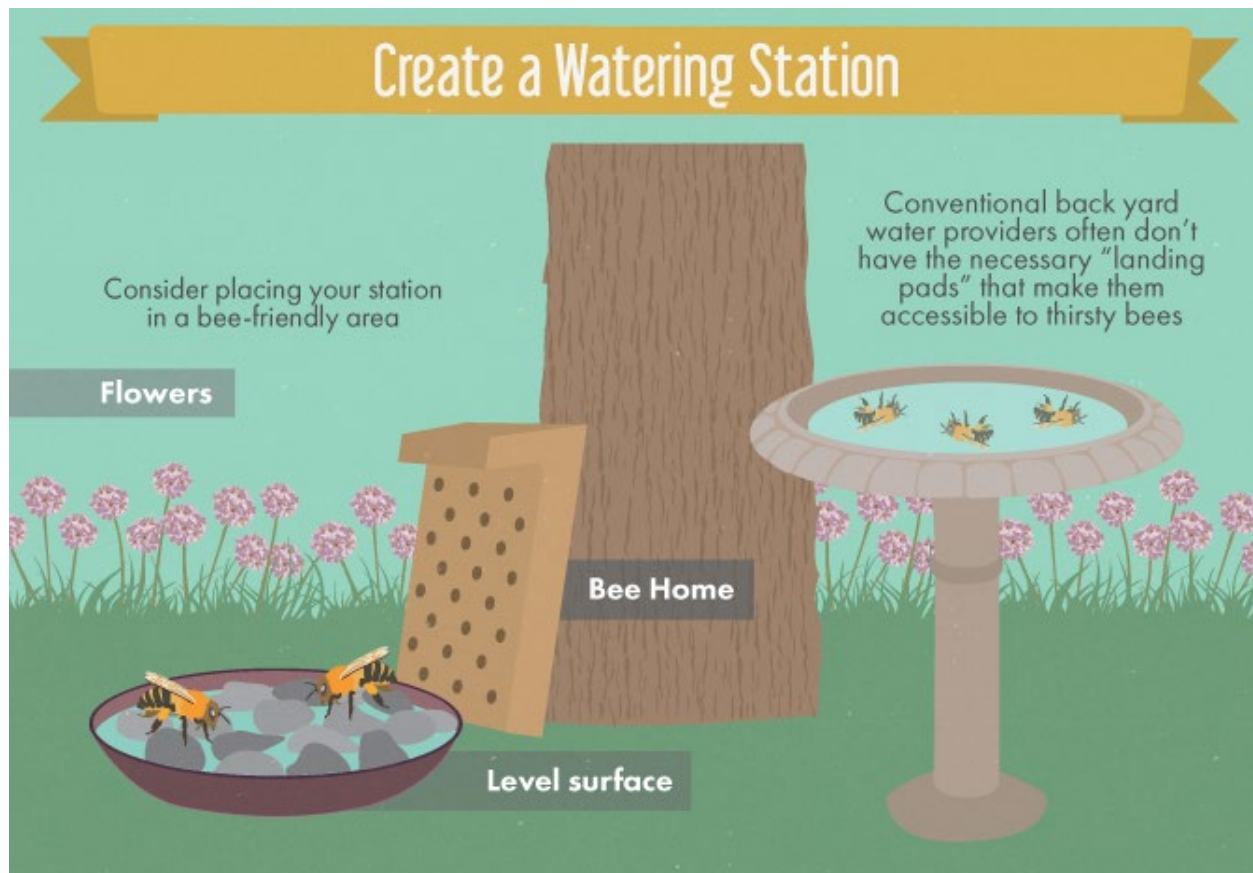 Create a Watering Station
Consider placing your station
in a bee-friendly area
Flowers
Conventional back yard
water providers often don't
have the necessary “landing
pads” that make them
accessible to thirsty bees
Bee Home
Level surface